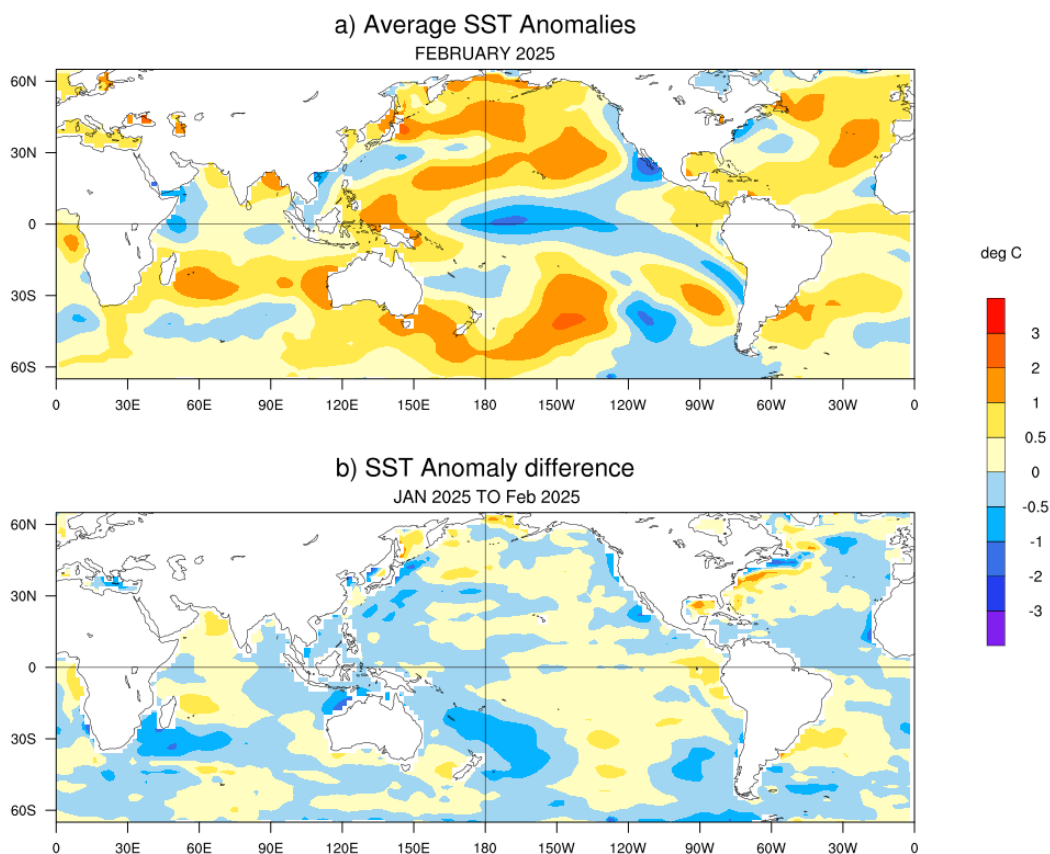 a) Average SST Anomalies
FEBRUARY 2025
60N
30N
0
30S
60S
0 30E 60E 90E 120E 150E 180 150W 120W 90W 60W 30W 0
2
deg C
3
2
1
0.5
0
-0.5
-1
-2
-3
b) SST Anomaly difference
JAN 2025 TO Feb 2025
60N
30N
0
30S
60S
0 30E 60E 90E 120E 150E 180 150W 120W 90W 60W 30W 0